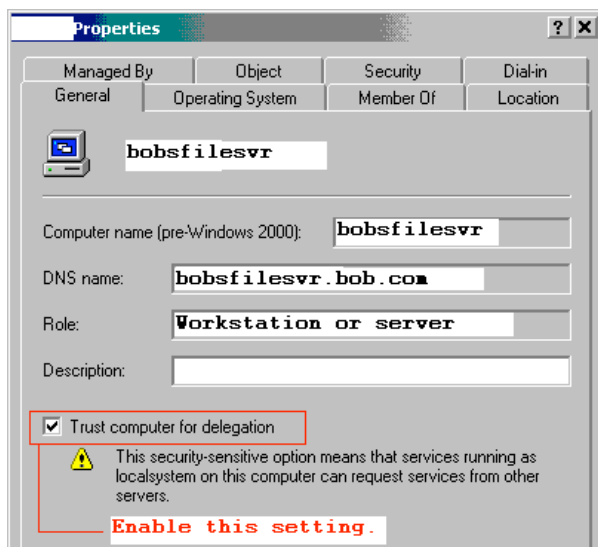 Properties
Managed By Object Security Dial-in
General Operating System Member Of Location
bobsfilesvr
Computer name (pre-Windows 2000): bobsfilesvr
DNS name: bobsfilesvr.bob.com
Role: Workstation or server
Description:
Trust computer for delegation
This security-sensitive option means that services running as
localsystem on this computer can request services from other
servers.
Enable this setting.